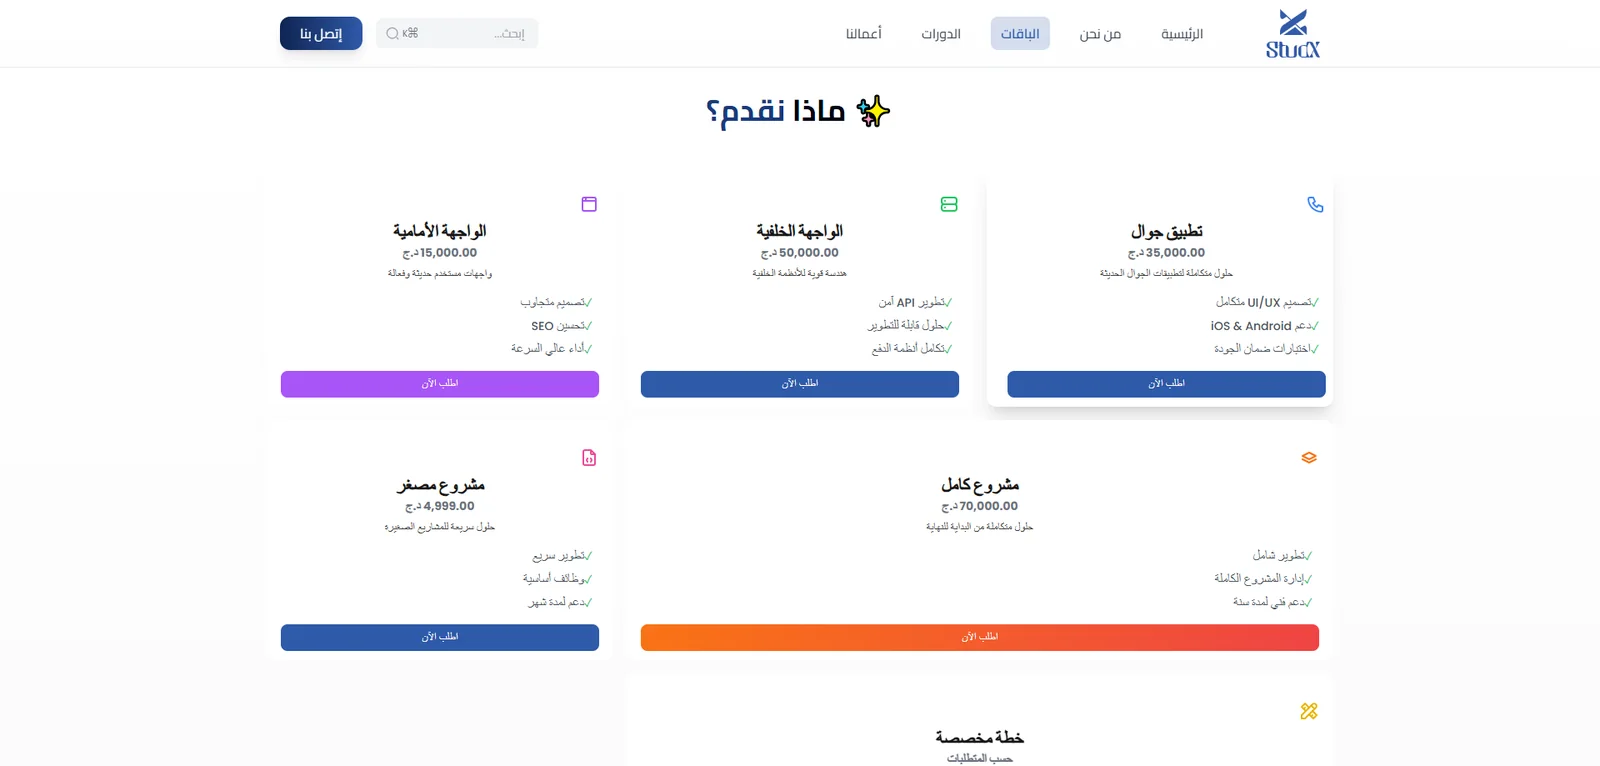 StudX
الرئيسية
من نحن
الباقات
الدورات
أعمالنا
إبحث...
⌘K
إتصل بنا
✨ ماذا نقدم؟
تطبيق جوال
35,000.00 د.ج
حلول متكاملة لتطبيقات الجوال الحديثة
✓تصميم UI/UX متكامل
✓دعم iOS & Android
✓اختبارات ضمان الجودة
اطلب الآن
الواجهة الخلفية
50,000.00 د.ج
هندسة قوية للأنظمة الخلفية
✓تطوير API آمن
✓حلول قابلة للتطوير
✓تكامل أنظمة الدفع
اطلب الآن
الواجهة الأمامية
15,000.00 د.ج
واجهات مستخدم حديثة وفعالة
✓تصميم متجاوب
✓تحسين SEO
✓أداء عالي السرعة
اطلب الآن
مشروع كامل
70,000.00 د.ج
حلول متكاملة من البداية للنهاية
✓تطوير شامل
✓إدارة المشروع الكاملة
✓دعم فني لمدة سنة
اطلب الآن
مشروع مصغر
4,999.00 د.ج
حلول سريعة للمشاريع الصغيرة
✓تطوير سريع
✓وظائف أساسية
✓دعم لمدة شهر
اطلب الآن
خطة مخصصة
حسب المتطلبات